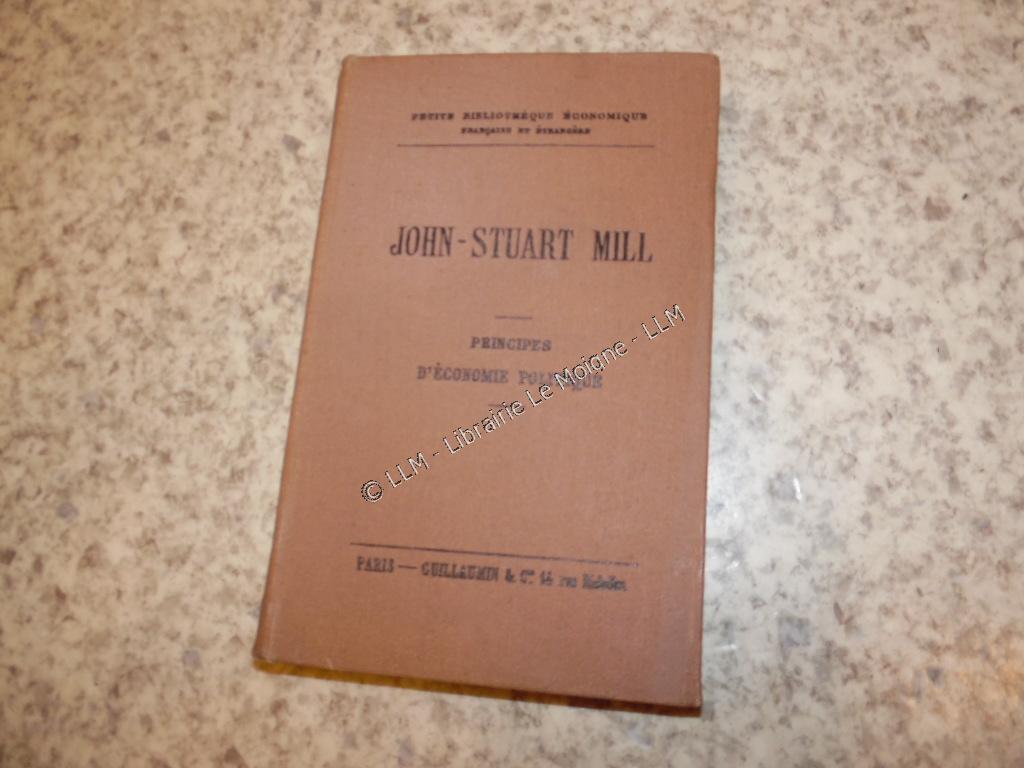 PETITE BIBLIOTHÈQUE ÉCONOMIQUE
FRANÇAISE ET ÉTRANGÈRE
JOHN-STUART MILL
PRINCIPES
D'ÉCONOMIE POLITIQUE
© LLM - Librairie Le Moigne - LLM
PARIS — GUILLAUMIN & Cie 14 rue Richelieu